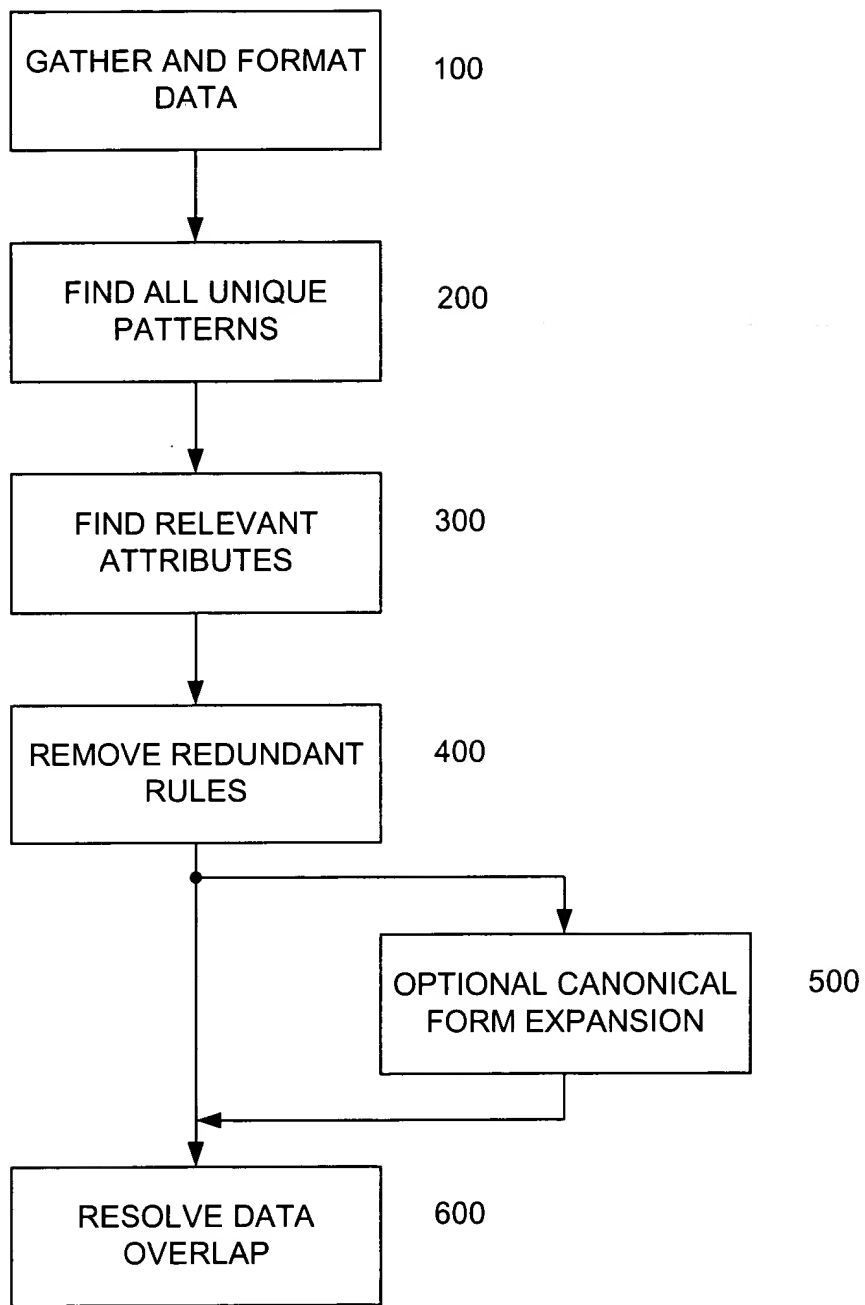 GATHER AND FORMAT
DATA
100
FIND ALL UNIQUE
PATTERNS
200
FIND RELEVANT
ATTRIBUTES
300
REMOVE REDUNDANT
RULES
400
OPTIONAL CANONICAL
FORM EXPANSION
500
RESOLVE DATA
OVERLAP
600